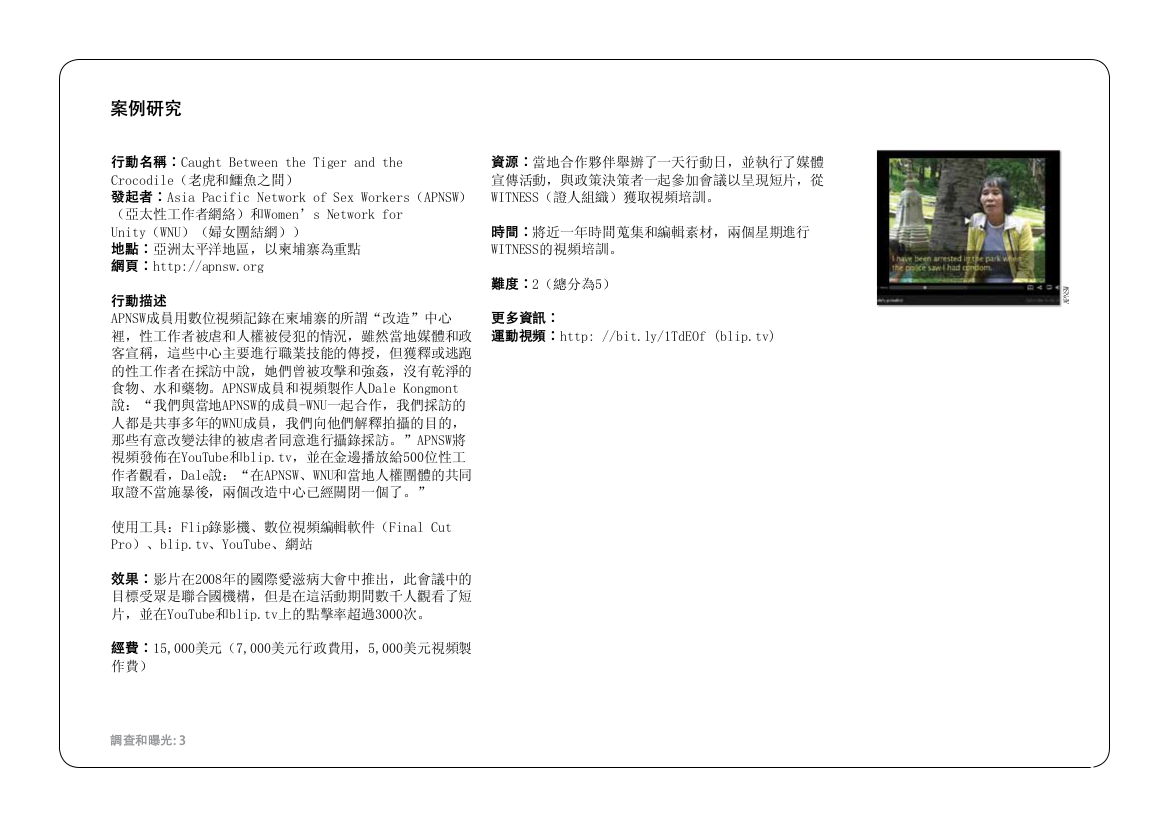 案例研究
行動名稱：Caught Between the Tiger and the
Crocodile（老虎和鱷魚之間）
發起者：Asia Pacific Network of Sex Workers（APNSW）
（亞太性工作者網絡）和Women’s Network for
Unity（WNU）（婦女團結網））
地點：亞洲太平洋地區，以柬埔寨為重點
網頁：http://apnsw.org
行動描述
APNSW成員用數位視頻記錄在柬埔寨的所謂“改造”中心
裡，性工作者被虐和人權被侵犯的情況，雖然當地媒體和政
客宣稱，這些中心主要進行職業技能的傳授，但獲釋或逃跑
的性工作者在採訪中說，她們曾被攻擊和強姦，沒有乾淨的
食物、水和藥物。APNSW成員和視頻製作人Dale Kongmont
說：“我們與當地APNSW的成員-WNU一起合作，我們採訪的
人都是共事多年的WNU成員，我們向他們解釋拍攝的目的，
那些有意改變法律的被虐者同意進行攝錄採訪。”APNSW將
視頻發佈在YouTube和blip.tv，並在金邊播放給500位性工
作者觀看，Dale說：“在APNSW、WNU和當地人權團體的共同
取證不當施暴後，兩個改造中心已經關閉一個了。”
使用工具：Flip錄影機、數位視頻編輯軟件（Final Cut
Pro）、blip.tv、YouTube、網站
效果：影片在2008年的國際愛滋病大會中推出，此會議中的
目標受眾是聯合國機構，但是在這活動期間數千人觀看了短
片，並在YouTube和blip.tv上的點擊率超過3000次。
經費：15,000美元（7,000美元行政費用，5,000美元視頻製
作費）
資源：當地合作夥伴舉辦了一天行動日，並執行了媒體
宣傳活動，與政策決策者一起參加會議以呈現短片，從
WITNESS（證人組織）獲取視頻培訓。
時間：將近一年時間蒐集和編輯素材，兩個星期進行
WITNESS的視頻培訓。
難度：2（總分為5）
更多資訊：
運動視頻：http: //bit.ly/1TdEOf (blip.tv)
I have been arrested in the park when
the police saw I had condom.
APNSW
調查和曝光: 3